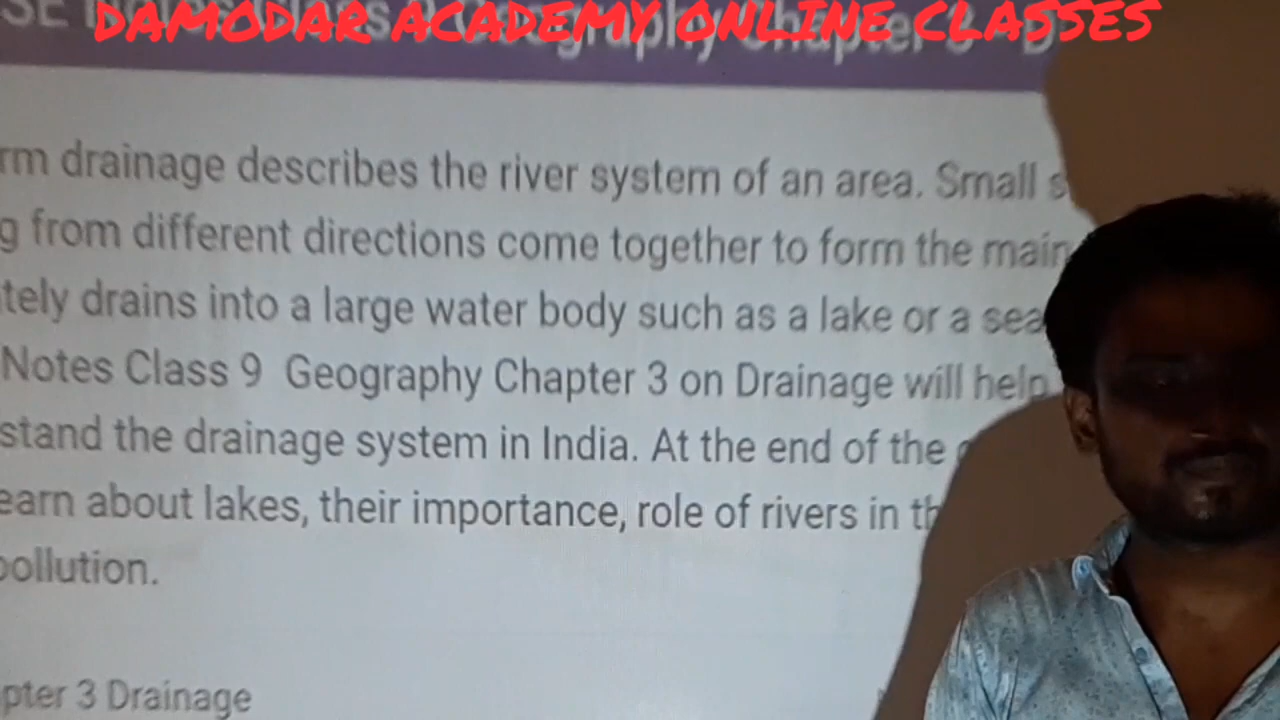 DAMODAR ACADEMY ONLINE CLASSES
SE Chapter 3
rm drainage describes the river system of an area. Small s
g from different directions come together to form the main
tely drains into a large water body such as a lake or a sea
Notes Class 9 Geography Chapter 3 on Drainage will help
stand the drainage system in India. At the end of the
earn about lakes, their importance, role of rivers in th
pollution.
pter 3 Drainage